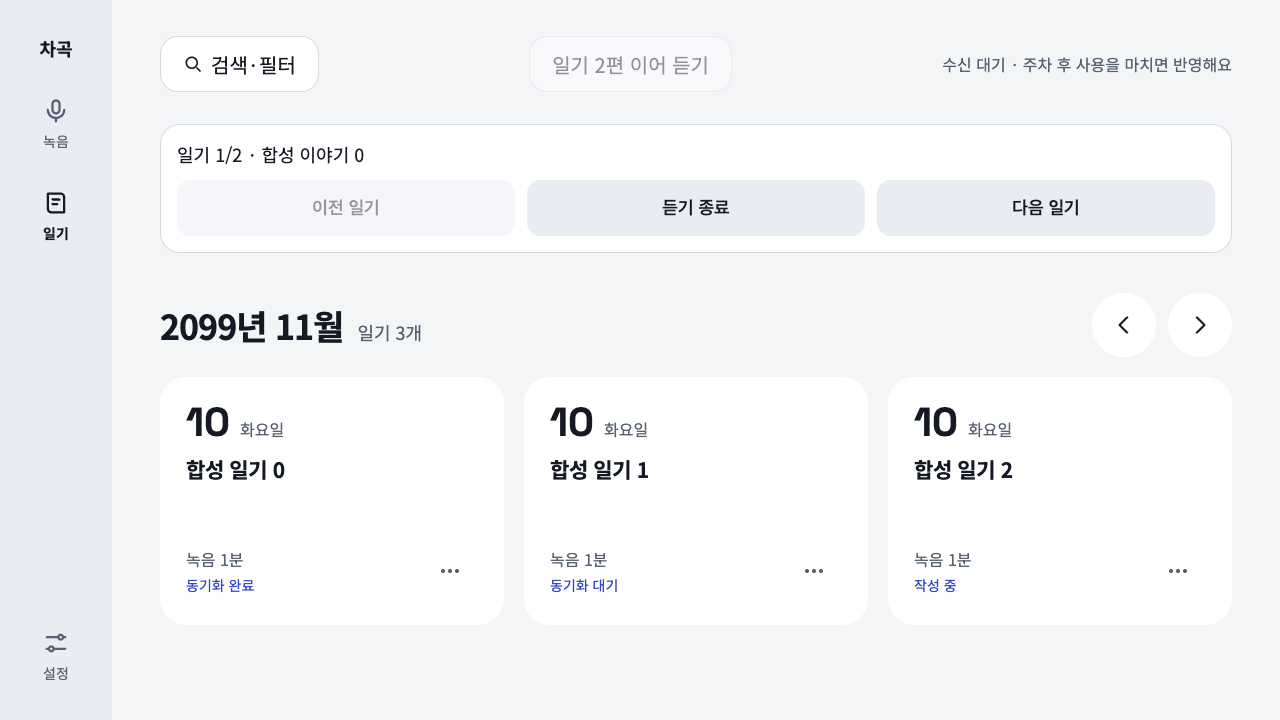 차곡
녹음
일기
설정
검색·필터
일기 2편 이어 듣기
수신 대기 · 주차 후 사용을 마치면 반영해요
일기 1/2 · 합성 이야기 0
이전 일기
듣기 종료
다음 일기
2099년 11월 일기 3개
10 화요일
합성 일기 0
녹음 1분
동기화 완료
10 화요일
합성 일기 1
녹음 1분
동기화 대기
10 화요일
합성 일기 2
녹음 1분
작성 중